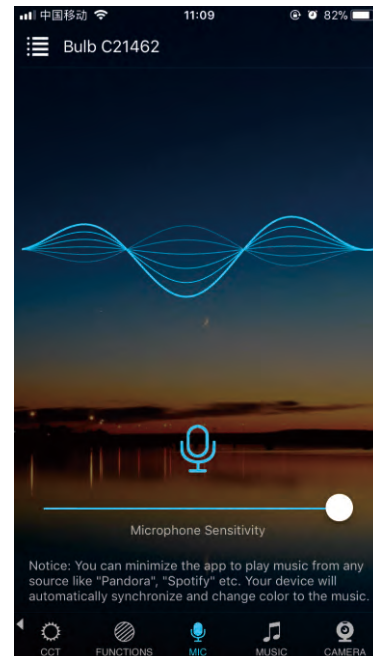 中国移动 11:09 82%
Bulb C21462
Microphone Sensitivity
Notice: You can minimize the app to play music from any
source like "Pandora", "Spotify" etc. Your device will
automatically synchronize and change color to the music.
CCT FUNCTIONS MIC MUSIC CAMERA